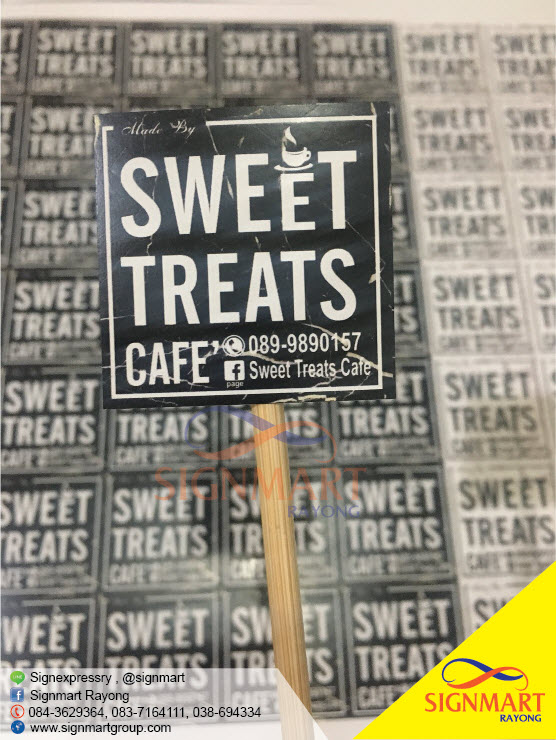 Made By
SWEET
TREATS
CAFE' 089-9890157
f Sweet Treats Cafe
page
SIGNMART
RAYONG
Signexpressry , @signmart
f Signmart Rayong
084-3629364, 083-7164111, 038-694334
www.signmartgroup.com
SIGNMART
RAYONG